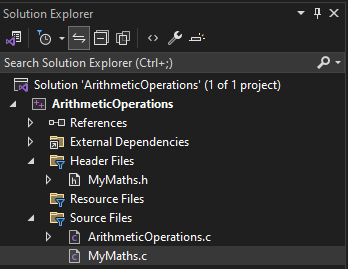 Solution Explorer
Search Solution Explorer (Ctrl+;)
Solution 'ArithmeticOperations' (1 of 1 project)
ArithmeticOperations
References
External Dependencies
Header Files
MyMaths.h
Resource Files
Source Files
ArithmeticOperations.c
MyMaths.c